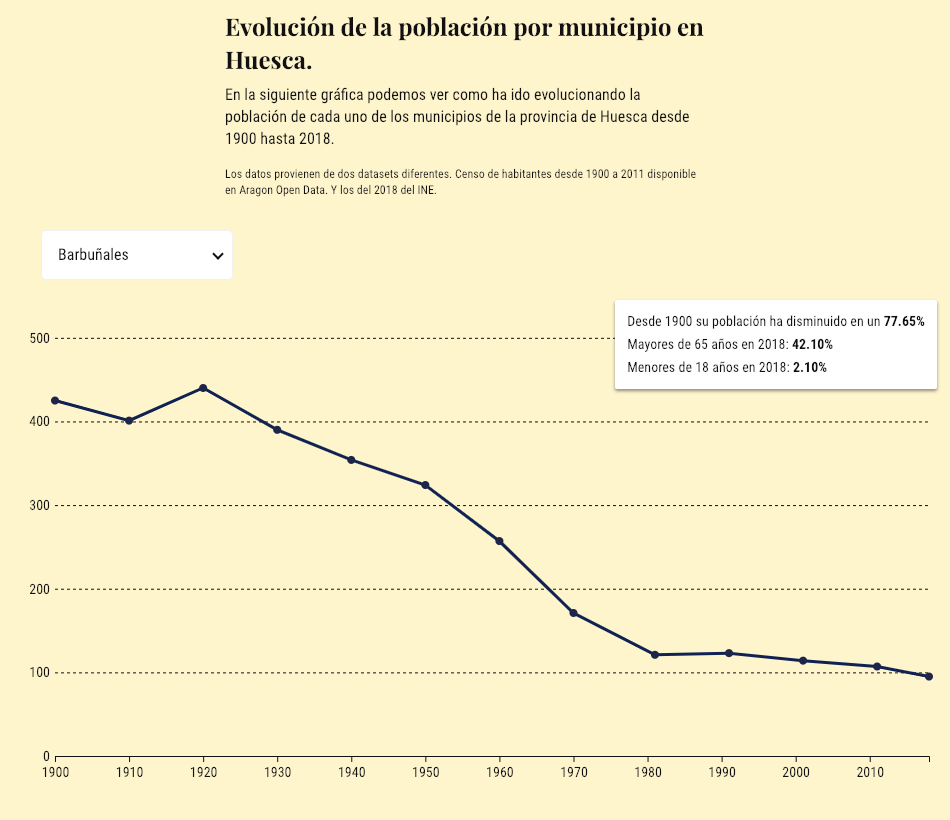 Evolución de la población por municipio en
Huesca.
En la siguiente gráfica podemos ver como ha ido evolucionando la
población de cada uno de los municipios de la provincia de Huesca desde
1900 hasta 2018.
Los datos provienen de dos datasets diferentes. Censo de habitantes desde 1900 a 2011 disponible
en Aragon Open Data. Y los del 2018 del INE.
Barbuñales
Desde 1900 su población ha disminuido en un 77.65%
Mayores de 65 años en 2018: 42.10%
Menores de 18 años en 2018: 2.10%
500
400
300
200
100
0
1900 1910 1920 1930 1940 1950 1960 1970 1980 1990 2000 2010